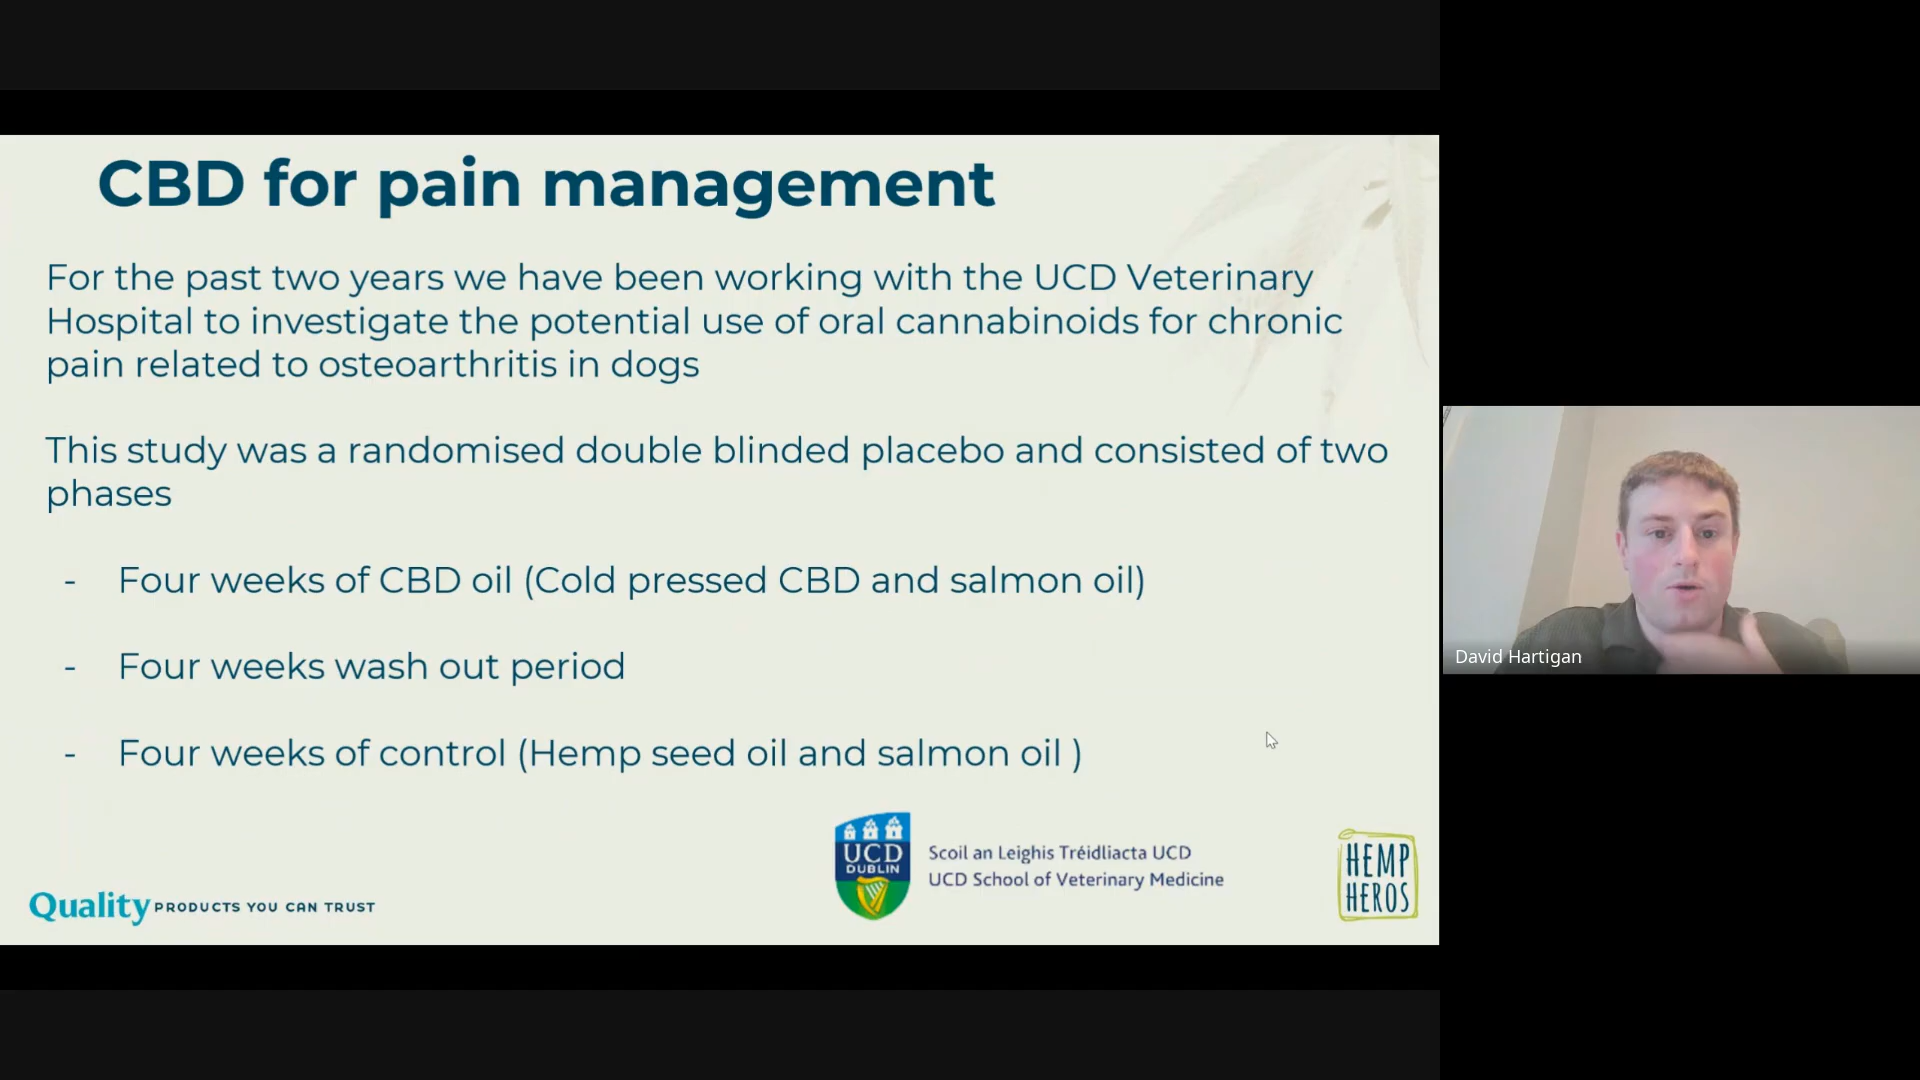 CBD for pain management
For the past two years we have been working with the UCD Veterinary
Hospital to investigate the potential use of oral cannabinoids for chronic
pain related to osteoarthritis in dogs
This study was a randomised double blinded placebo and consisted of two
phases
- Four weeks of CBD oil (Cold pressed CBD and salmon oil)
- Four weeks wash out period
- Four weeks of control (Hemp seed oil and salmon oil )
Quality PRODUCTS YOU CAN TRUST
UCD
DUBLIN
Scoil an Leighis Tréidliacta UCD
UCD School of Veterinary Medicine
HEMP
HEROS
David Hartigan